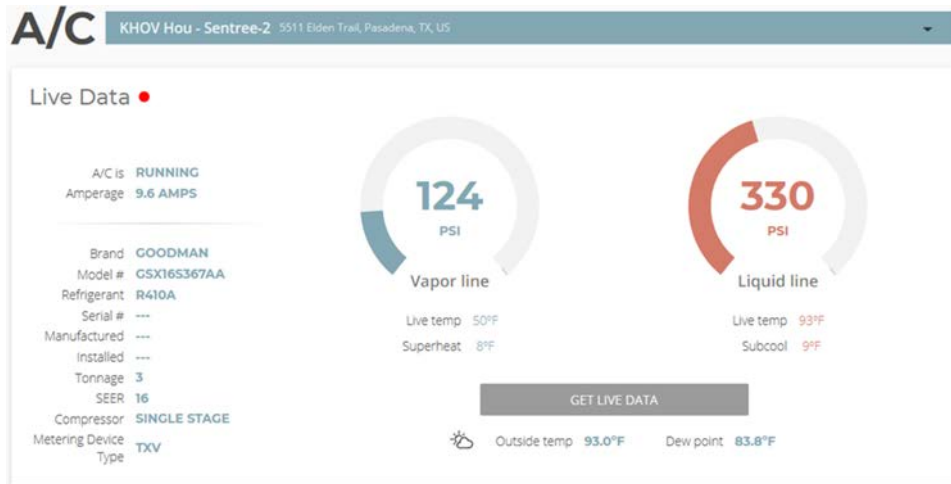 A/C KHOV Hou - Sentree-2 5511 Elden Trail, Pasadena, TX, US
Live Data
A/C is RUNNING
Amperage 9.6 AMPS
Brand GOODMAN
Model # GSX16S367AA
Refrigerant R410A
Serial # ---
Manufactured ---
Installed ---
Tonnage 3
SEER 16
Compressor SINGLE STAGE
Metering Device Type TXV
124
PSI
Vapor line
Live temp 50°F
Superheat 8°F
330
PSI
Liquid line
Live temp 93°F
Subcool 9°F
GET LIVE DATA
Outside temp 93.0°F Dew point 83.8°F